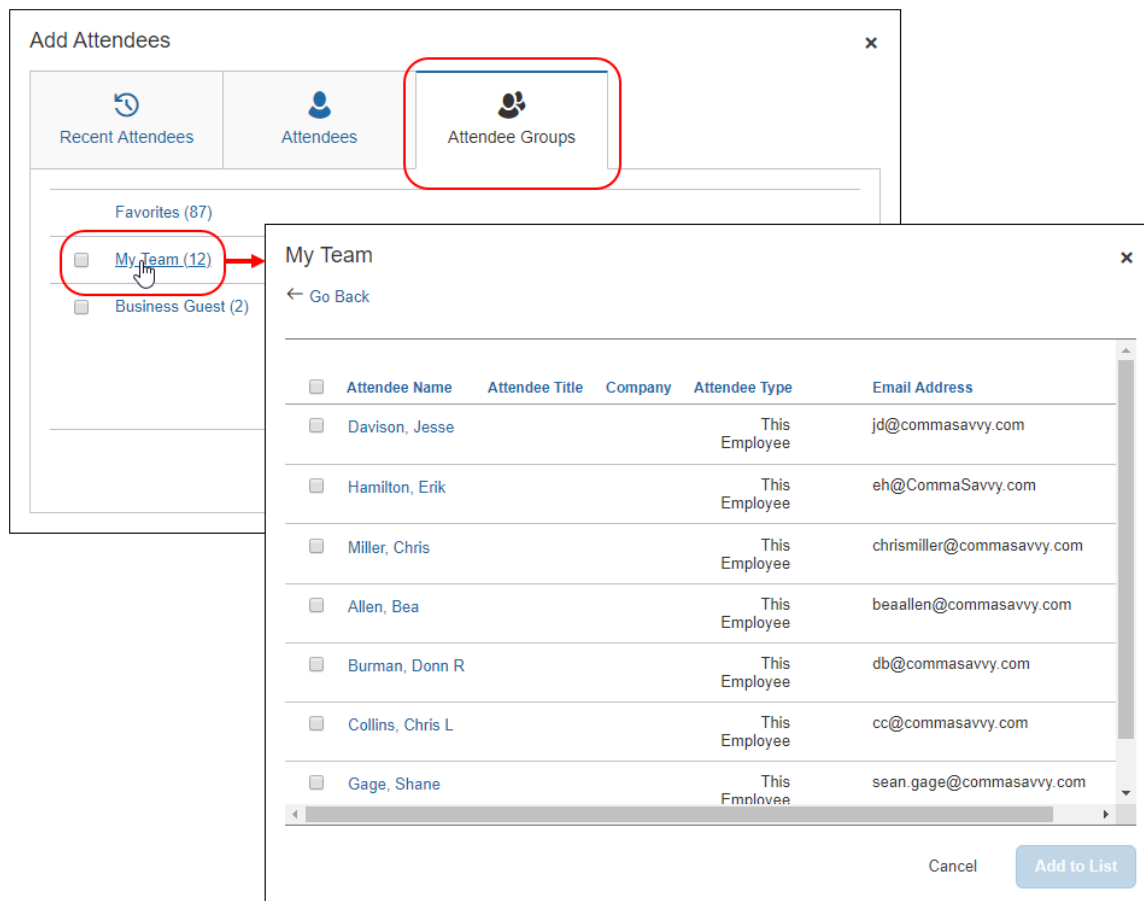 Add Attendees
×
Recent Attendees
Attendees
Attendee Groups
Favorites (87)
My Team (12)
Business Guest (2)
My Team
×
← Go Back
Attendee Name Attendee Title Company Attendee Type Email Address
Davison, Jesse This jd@commasavvy.com
Employee
Hamilton, Erik This eh@CommaSavvy.com
Employee
Miller, Chris This chrismiller@commasavvy.com
Employee
Allen, Bea This beaallen@commasavvy.com
Employee
Burman, Donn R This db@commasavvy.com
Employee
Collins, Chris L This cc@commasavvy.com
Employee
Gage, Shane This sean.gage@commasavvy.com
Employee
Cancel Add to List